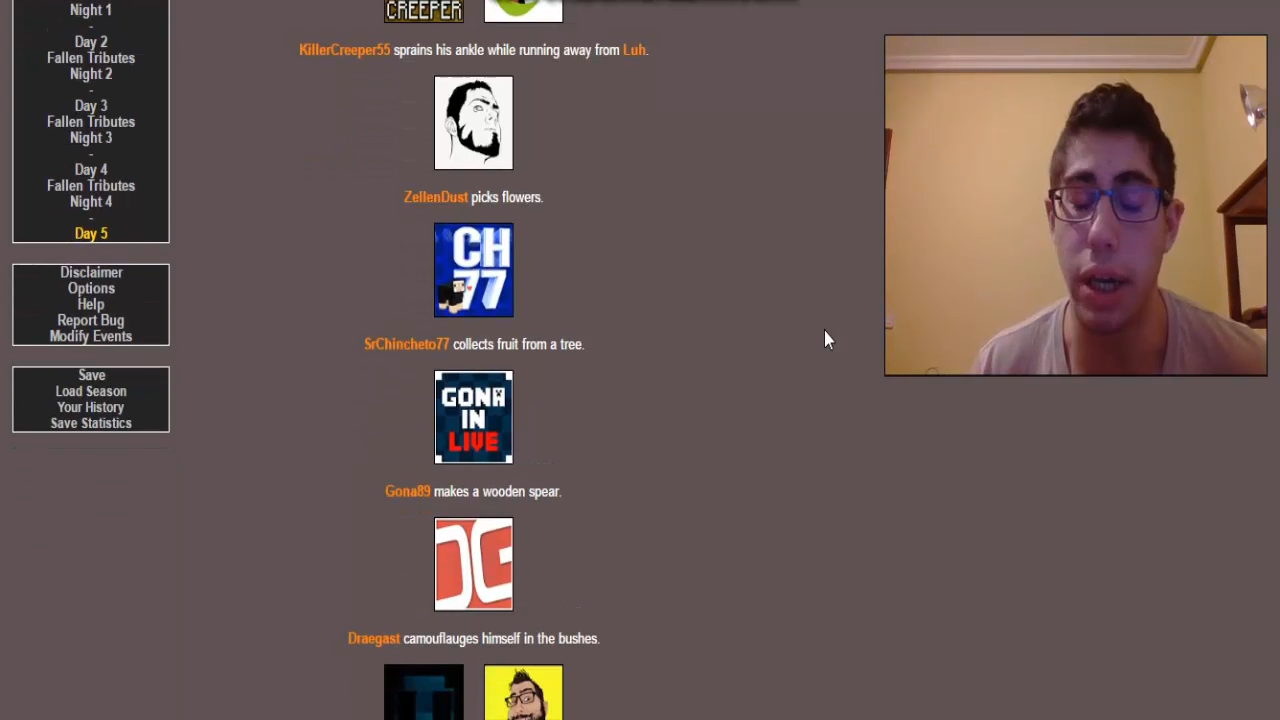 Night 1
-
Day 2
Fallen Tributes
Night 2
-
Day 3
Fallen Tributes
Night 3
-
Day 4
Fallen Tributes
Night 4
-
Day 5
Disclaimer
Options
Help
Report Bug
Modify Events
Save
Load Season
Your History
Save Statistics
CREEPER
KillerCreeper55 sprains his ankle while running away from Luh.
ZellenDust picks flowers.
CH
77
SrChincheto77 collects fruit from a tree.
GONA
IN
LIVE
Gona89 makes a wooden spear.
DG
Draegast camouflauges himself in the bushes.